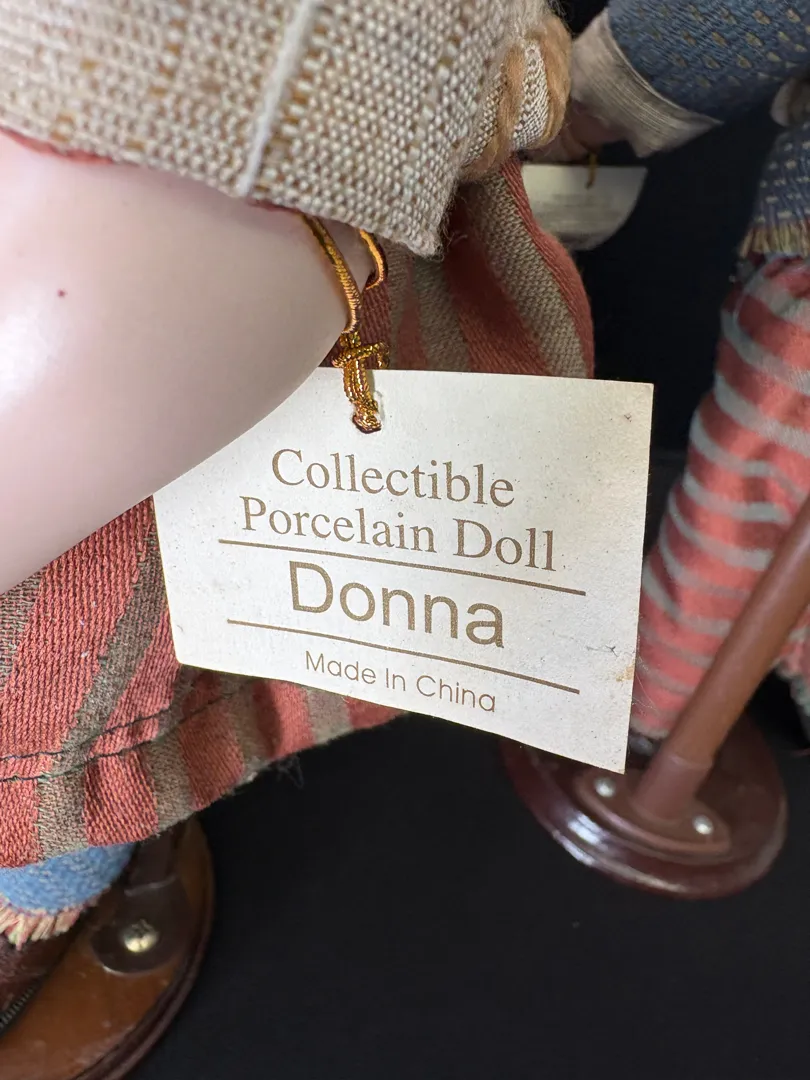 Collectible
Porcelain Doll
Donna
Made In China